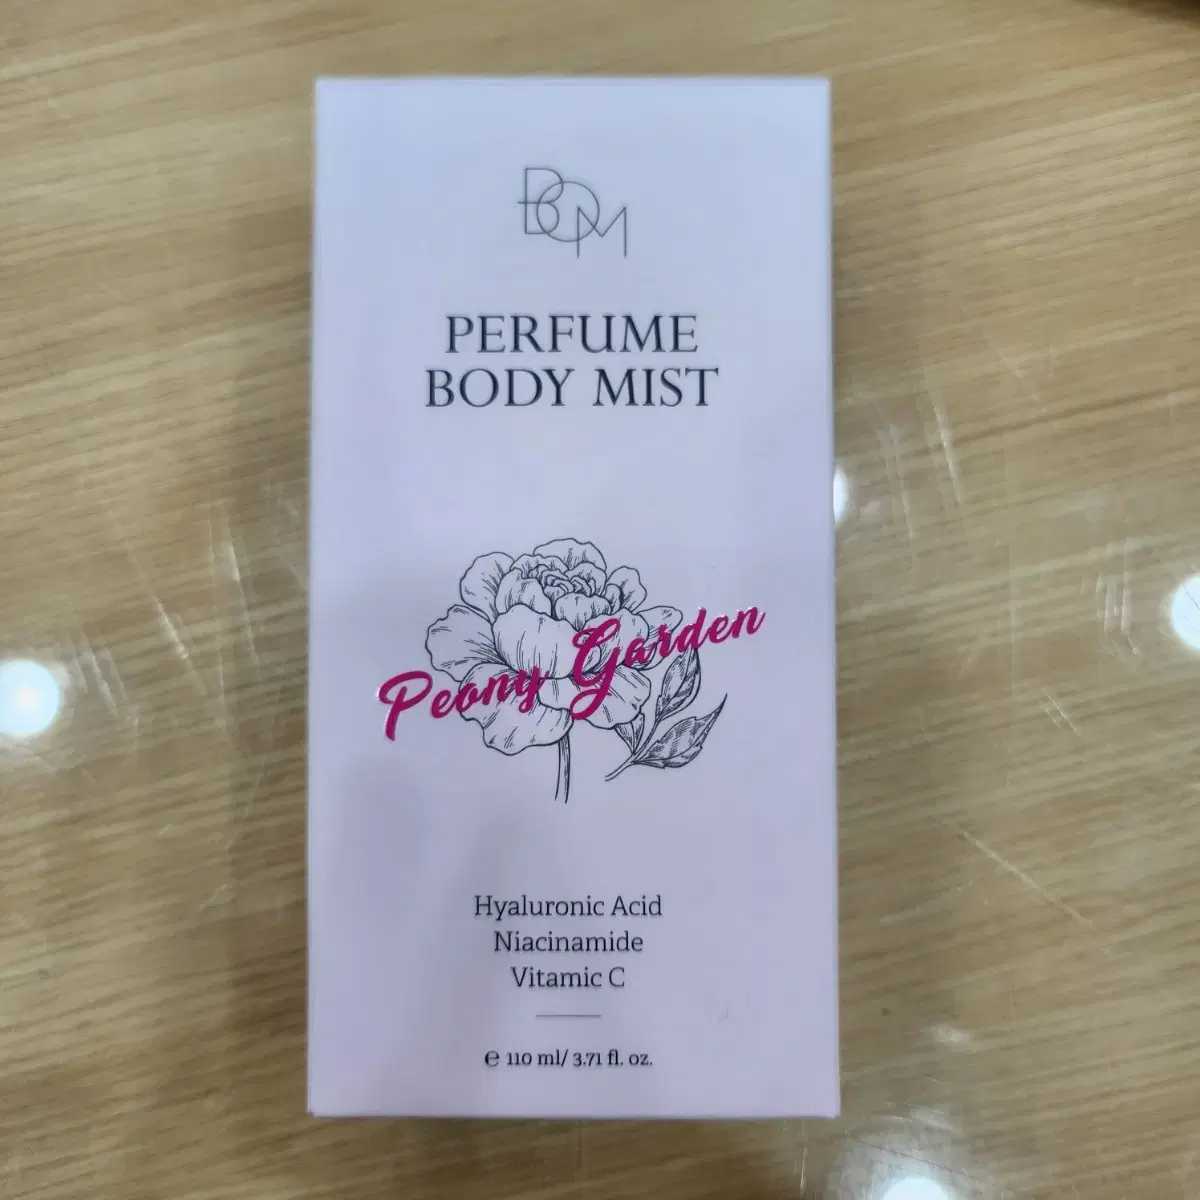 BOM
PERFUME
BODY MIST
Peony Garden
Hyaluronic Acid
Niacinamide
Vitamic C
℮ 110 ml/ 3.71 fl. oz.